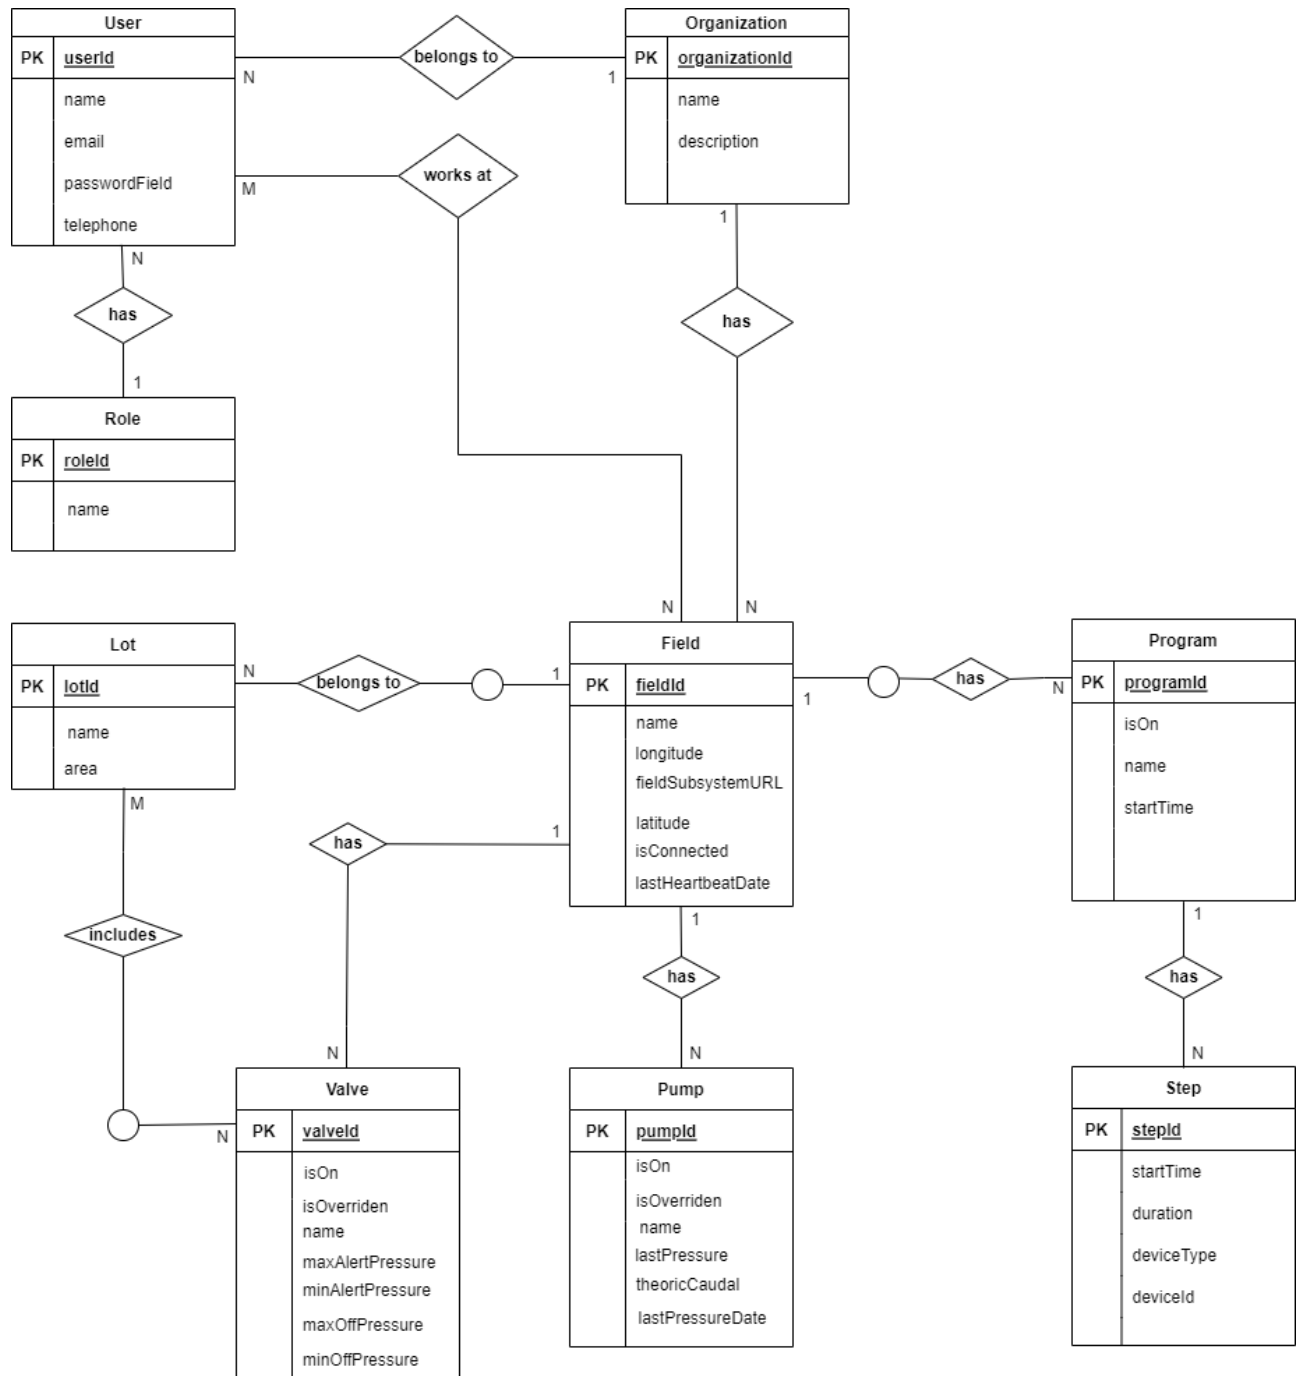 User
PK userId
name
email
passwordField
telephone
N
belongs to
1
Organization
PK organizationId
name
description
M
works at
N
1
has
N
N
has
1
Role
PK roleId
name
Lot
PK lotId
name
area
N
belongs to
1
Field
PK fieldId
name
longitude
fieldSubsystemURL
latitude
isConnected
lastHeartbeatDate
1
has
N
Program
PK programId
isOn
name
startTime
M
includes
N
has
1
N
1
has
N
1
has
N
Valve
PK valveId
isOn
isOverriden
name
maxAlertPressure
minAlertPressure
maxOffPressure
minOffPressure
Pump
PK pumpId
isOn
isOverriden
name
lastPressure
theoricCaudal
lastPressureDate
Step
PK stepId
startTime
duration
deviceType
deviceId